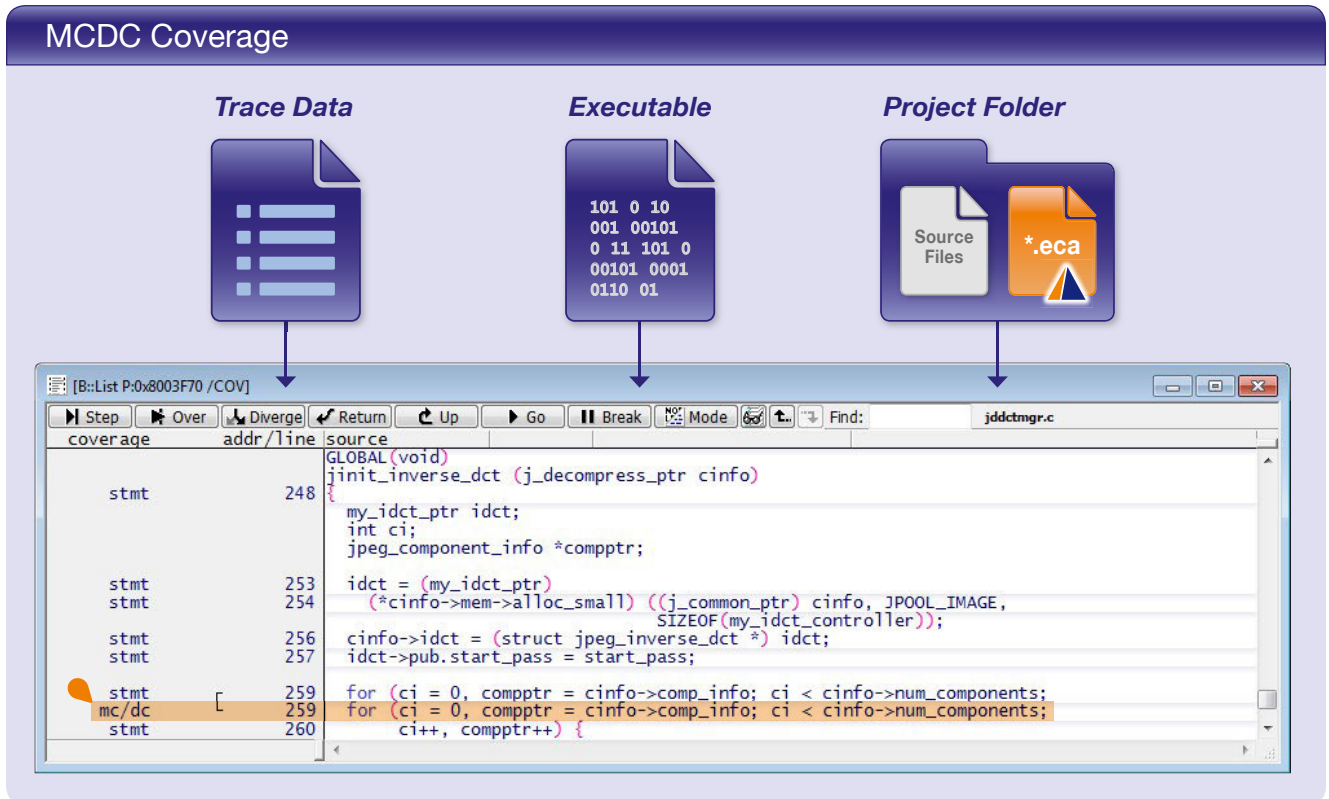 MCDC Coverage
Trace Data Executable Project Folder
101 0 10
001 00101
0 11 101 0
00101 0001
0110 01
Source
Files
*.eca
[B::List P:0x8003F70 /COV]
Step Over Diverge Return Up Go Break Mode Find: jddctmgr.c
coverage addr/line source
GLOBAL(void)
jinit_inverse_dct (j_decompress_ptr cinfo)
stmt 248 {
my_idct_ptr idct;
int ci;
jpeg_component_info *compptr;
stmt 253 idct = (my_idct_ptr)
stmt 254 (*cinfo->mem->alloc_small) ((j_common_ptr) cinfo, JPOOL_IMAGE,
SIZEOF(my_idct_controller));
stmt 256 cinfo->idct = (struct jpeg_inverse_dct *) idct;
stmt 257 idct->pub.start_pass = start_pass;
stmt 259 for (ci = 0, compptr = cinfo->comp_info; ci < cinfo->num_components;
mc/dc 259 for (ci = 0, compptr = cinfo->comp_info; ci < cinfo->num_components;
stmt 260 ci++, compptr++) {